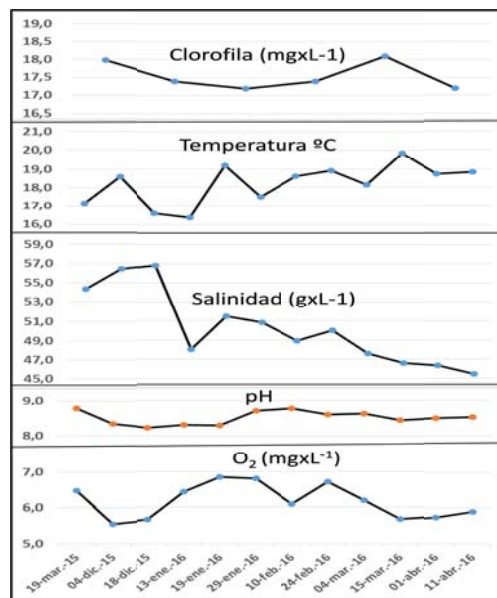 19,0
Clorofila (mgxL-1)
18,5
18,0
17,5
17,0
16,5
21,0
Temperatura ºC
20,0
19,0
18,0
17,0
16,0
59,0
57,0
55,0
53,0
Salinidad (gxL-1)
51,0
49,0
47,0
45,0
pH
9,0
8,0
O₂ (mgxL⁻¹)
7,0
6,0
5,0
19-mar.-15
04-dic.-15
18-dic.-15
13-ene.-16
19-ene.-16
29-ene.-16
10-feb.-16
24-feb.-16
04-mar.-16
15-mar.-16
01-abr.-16
11-abr.-16